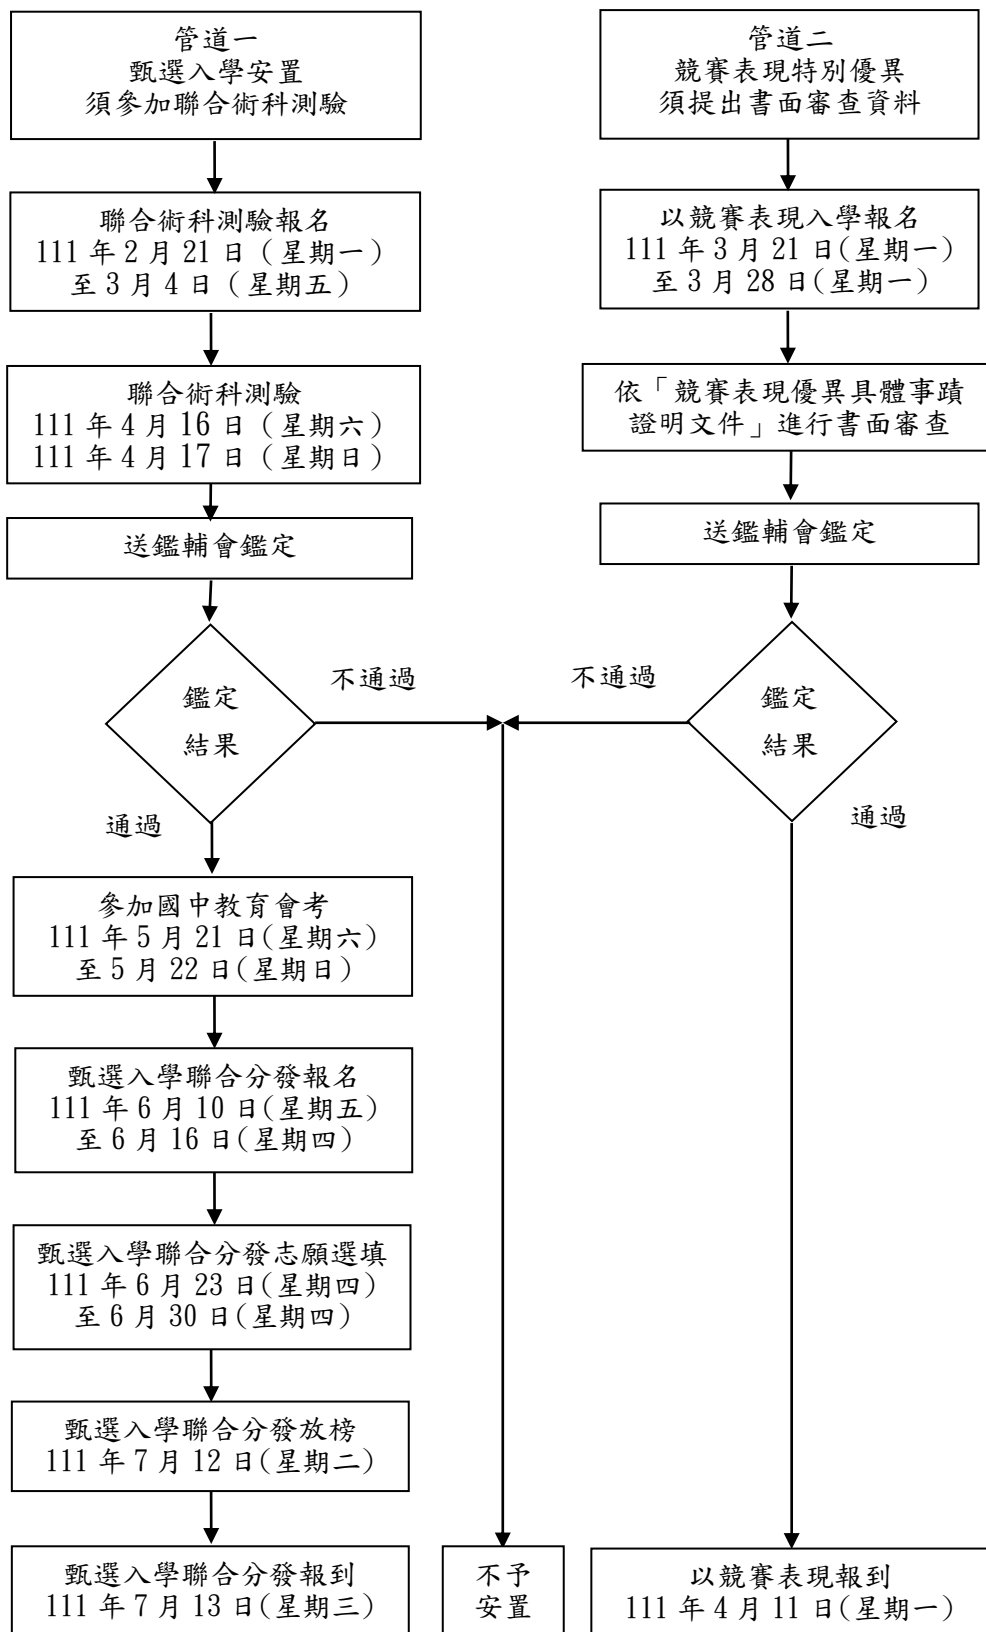 管道一
甄選入學安置
須參加聯合術科測驗
聯合術科測驗報名
111 年 2 月 21 日（星期一）
至 3 月 4 日（星期五）
聯合術科測驗
111 年 4 月 16 日（星期六）
111 年 4 月 17 日（星期日）
送鑑輔會鑑定
鑑定
結果
不通過
通過
參加國中教育會考
111 年 5 月 21 日(星期六)
至 5 月 22 日(星期日)
甄選入學聯合分發報名
111 年 6 月 10 日(星期五)
至 6 月 16 日(星期四)
甄選入學聯合分發志願選填
111 年 6 月 23 日(星期四)
至 6 月 30 日(星期四)
甄選入學聯合分發放榜
111 年 7 月 12 日(星期二)
甄選入學聯合分發報到
111 年 7 月 13 日(星期三)
管道二
競賽表現特別優異
須提出書面審查資料
以競賽表現入學報名
111 年 3 月 21 日(星期一)
至 3 月 28 日(星期一)
依「競賽表現優異具體事蹟
證明文件」進行書面審查
送鑑輔會鑑定
鑑定
結果
不通過
通過
不予
安置
以競賽表現報到
111 年 4 月 11 日(星期一)